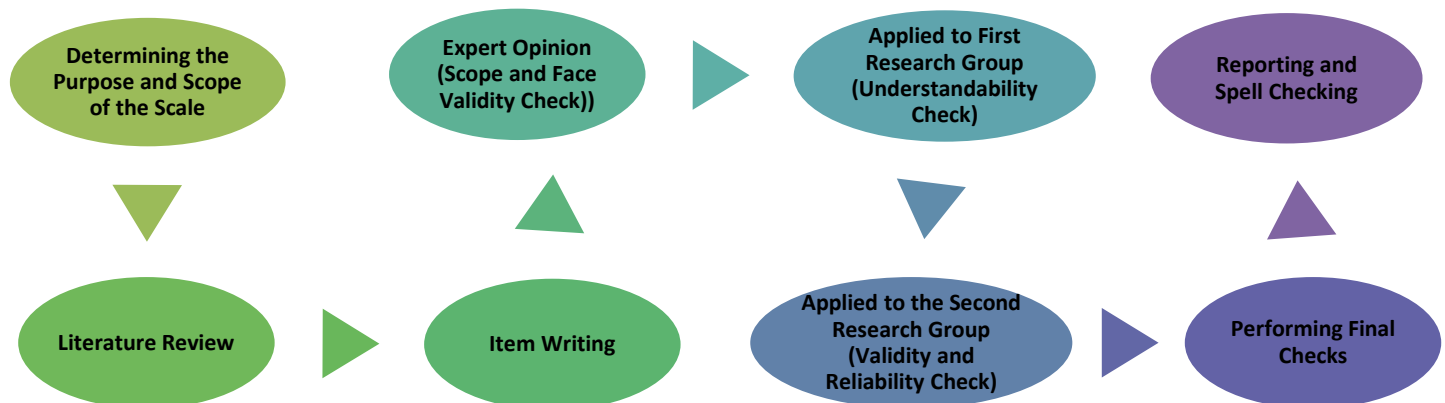 Determining the
Purpose and Scope
of the Scale
Literature Review
Item Writing
Expert Opinion
(Scope and Face
Validity Check))
Applied to First
Research Group
(Understandability
Check)
Applied to the Second
Research Group
(Validity and
Reliability Check)
Performing Final
Checks
Reporting and
Spell Checking